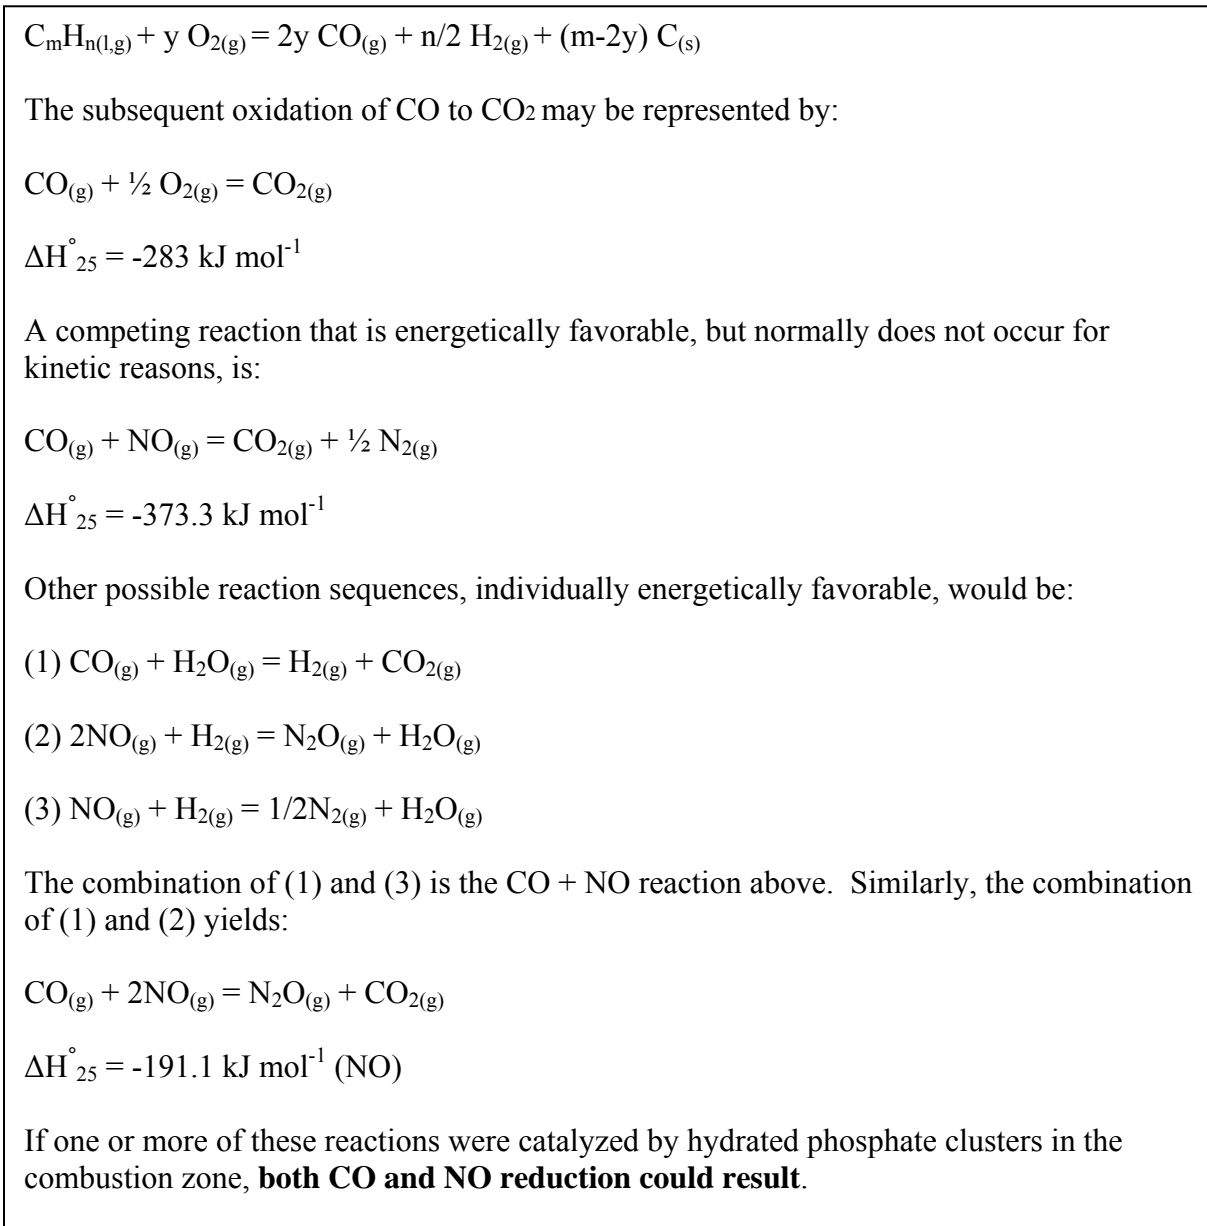 CₘHₙ₍ₗ,g₎ + y O₂₍g₎ = 2y CO₍g₎ + n/2 H₂₍g₎ + (m-2y) C₍ₛ₎
The subsequent oxidation of CO to CO₂ may be represented by:
CO₍g₎ + ½ O₂₍g₎ = CO₂₍g₎
ΔH°₂₅ = -283 kJ mol⁻¹
A competing reaction that is energetically favorable, but normally does not occur for
kinetic reasons, is:
CO₍g₎ + NO₍g₎ = CO₂₍g₎ + ½ N₂₍g₎
ΔH°₂₅ = -373.3 kJ mol⁻¹
Other possible reaction sequences, individually energetically favorable, would be:
(1) CO₍g₎ + H₂O₍g₎ = H₂₍g₎ + CO₂₍g₎
(2) 2NO₍g₎ + H₂₍g₎ = N₂O₍g₎ + H₂O₍g₎
(3) NO₍g₎ + H₂₍g₎ = 1/2N₂₍g₎ + H₂O₍g₎
The combination of (1) and (3) is the CO + NO reaction above. Similarly, the combination
of (1) and (2) yields:
CO₍g₎ + 2NO₍g₎ = N₂O₍g₎ + CO₂₍g₎
ΔH°₂₅ = -191.1 kJ mol⁻¹ (NO)
If one or more of these reactions were catalyzed by hydrated phosphate clusters in the
combustion zone, both CO and NO reduction could result.